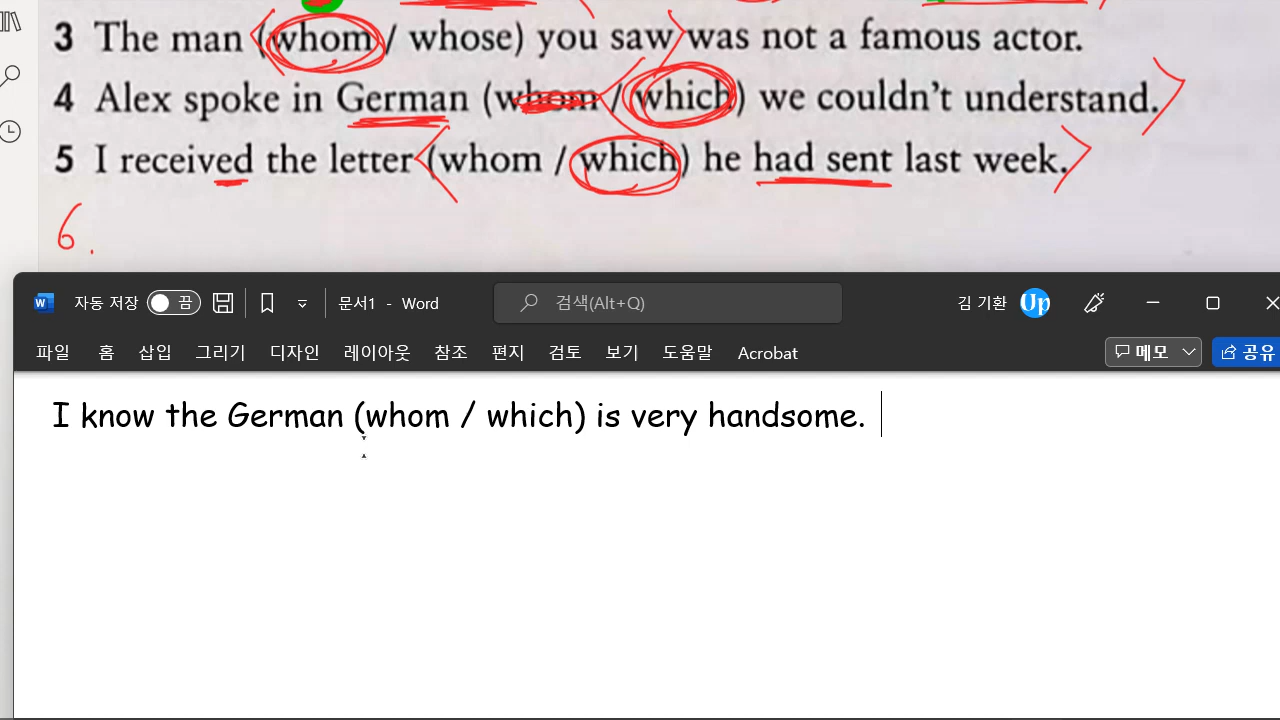 3 The man (whom / whose) you saw was not a famous actor.
4 Alex spoke in German (whom / which) we couldn't understand.
5 I received the letter (whom / which) he had sent last week.
6.
자동 저장 끔 문서1 - Word 검색(Alt+Q) 김 기환 Up
파일 홈 삽입 그리기 디자인 레이아웃 참조 편지 검토 보기 도움말 Acrobat 메모 공유
I know the German (whom / which) is very handsome.